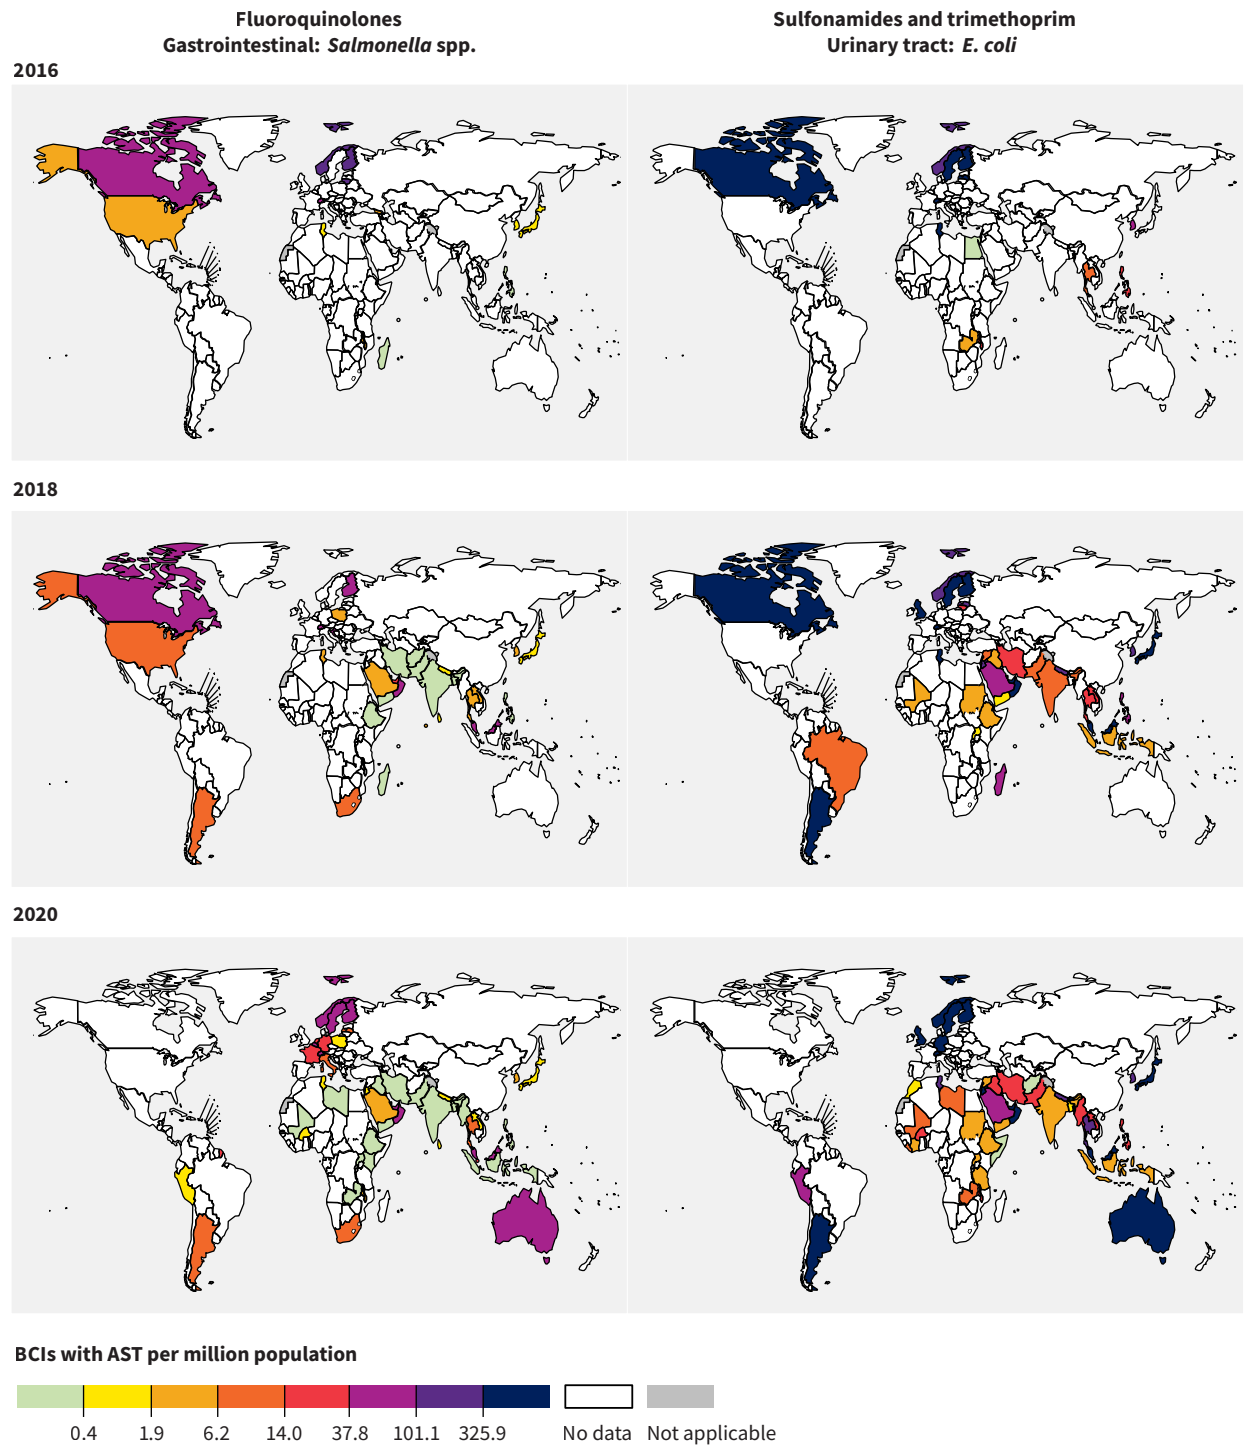 Fluoroquinolones
Gastrointestinal: Salmonella spp.
Sulfonamides and trimethoprim
Urinary tract: E. coli
2016
2018
2020
BCIs with AST per million population
0.4 1.9 6.2 14.0 37.8 101.1 325.9 No data Not applicable